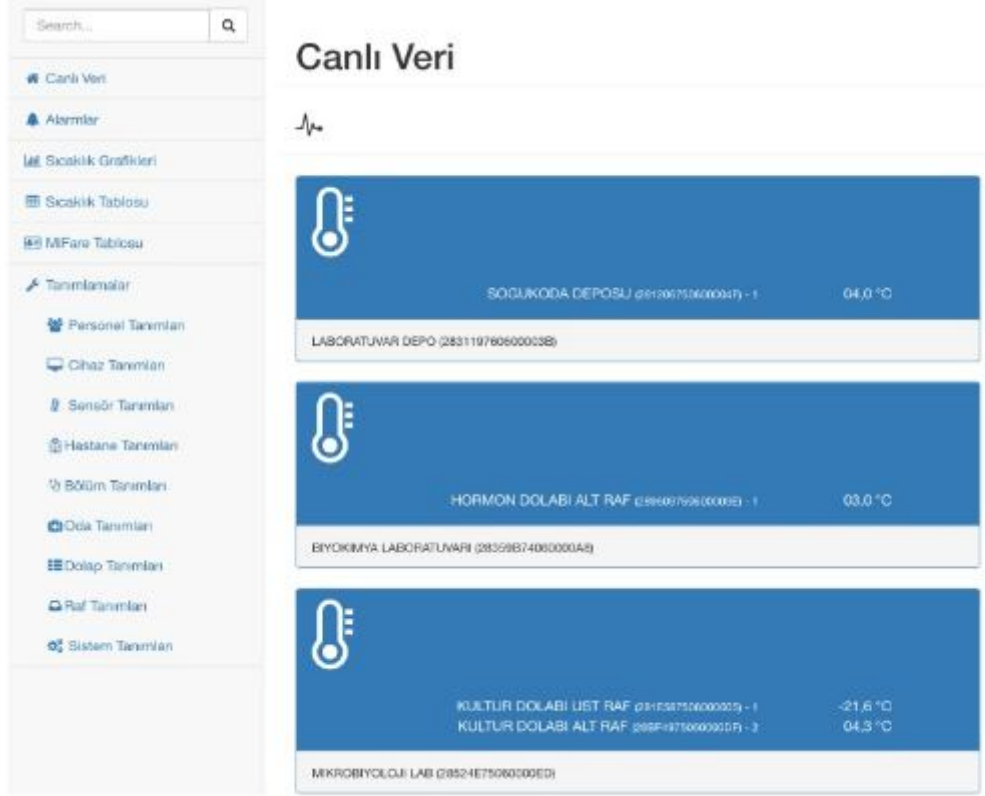 Search...
Canlı Veri
Alarmlar
Sıcaklık Grafikleri
Sıcaklık Tablosu
MiFare Tablosu
Tanımlamalar
Personel Tanımları
Cihaz Tanımları
Sensör Tanımları
Hastane Tanımları
Bölüm Tanımları
Oda Tanımları
Dolap Tanımları
Raf Tanımları
Sistem Tanımları
Canlı Veri
SOGUKODA DEPOSU - 1 04,0 °C
LABORATUVAR DEPO (283119760600003B)
HORMON DOLABI ALT RAF - 1 03,0 °C
BIYOKIMYA LABORATUVARI (28359B74060000A8)
KULTUR DOLABI UST RAF - 1 -21,6 °C
KULTUR DOLABI ALT RAF - 2 04,3 °C
MIKROBIYOLOJI LAB (28524E75060000ED)